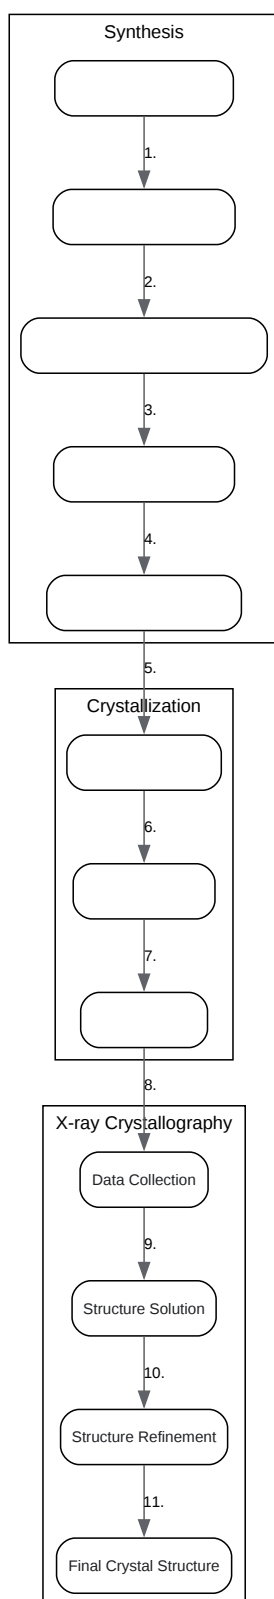 Synthesis
1.
2.
3.
4.
5.
Crystallization
6.
7.
8.
X-ray Crystallography
Data Collection
9.
Structure Solution
10.
Structure Refinement
11.
Final Crystal Structure